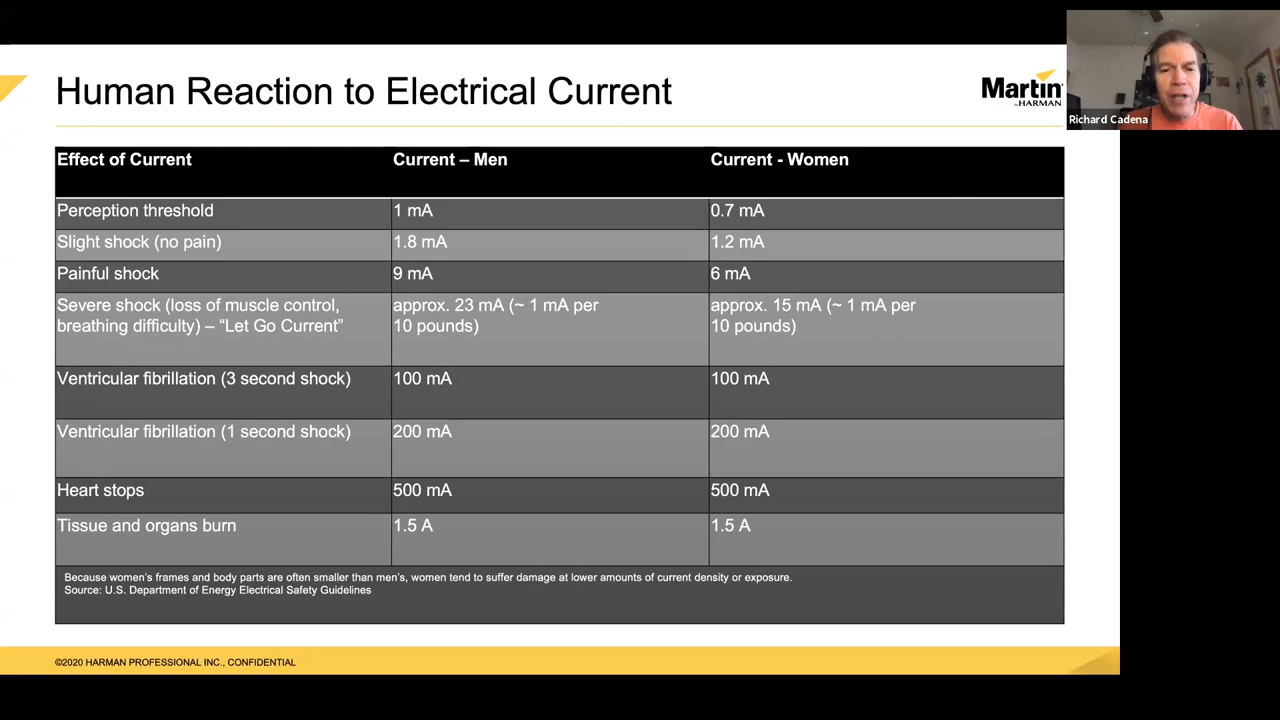 Human Reaction to Electrical Current
Martin
by HARMAN
Richard Cadena
Effect of Current
Current – Men
Current - Women
Perception threshold
1 mA
0.7 mA
Slight shock (no pain)
1.8 mA
1.2 mA
Painful shock
9 mA
6 mA
Severe shock (loss of muscle control,
breathing difficulty) – “Let Go Current”
approx. 23 mA (~ 1 mA per
10 pounds)
approx. 15 mA (~ 1 mA per
10 pounds)
Ventricular fibrillation (3 second shock)
100 mA
100 mA
Ventricular fibrillation (1 second shock)
200 mA
200 mA
Heart stops
500 mA
500 mA
Tissue and organs burn
1.5 A
1.5 A
Because women’s frames and body parts are often smaller than men’s, women tend to suffer damage at lower amounts of current density or exposure.
Source: U.S. Department of Energy Electrical Safety Guidelines
©2020 HARMAN PROFESSIONAL INC., CONFIDENTIAL